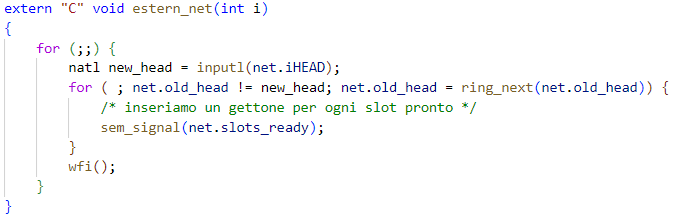 extern "C" void estern_net(int i)
{
    for (;;) {
        natl new_head = inputl(net.iHEAD);
        for ( ; net.old_head != new_head; net.old_head = ring_next(net.old_head)) {
            /* inseriamo un gettone per ogni slot pronto */
            sem_signal(net.slots_ready);
        }
        wfi();
    }
}